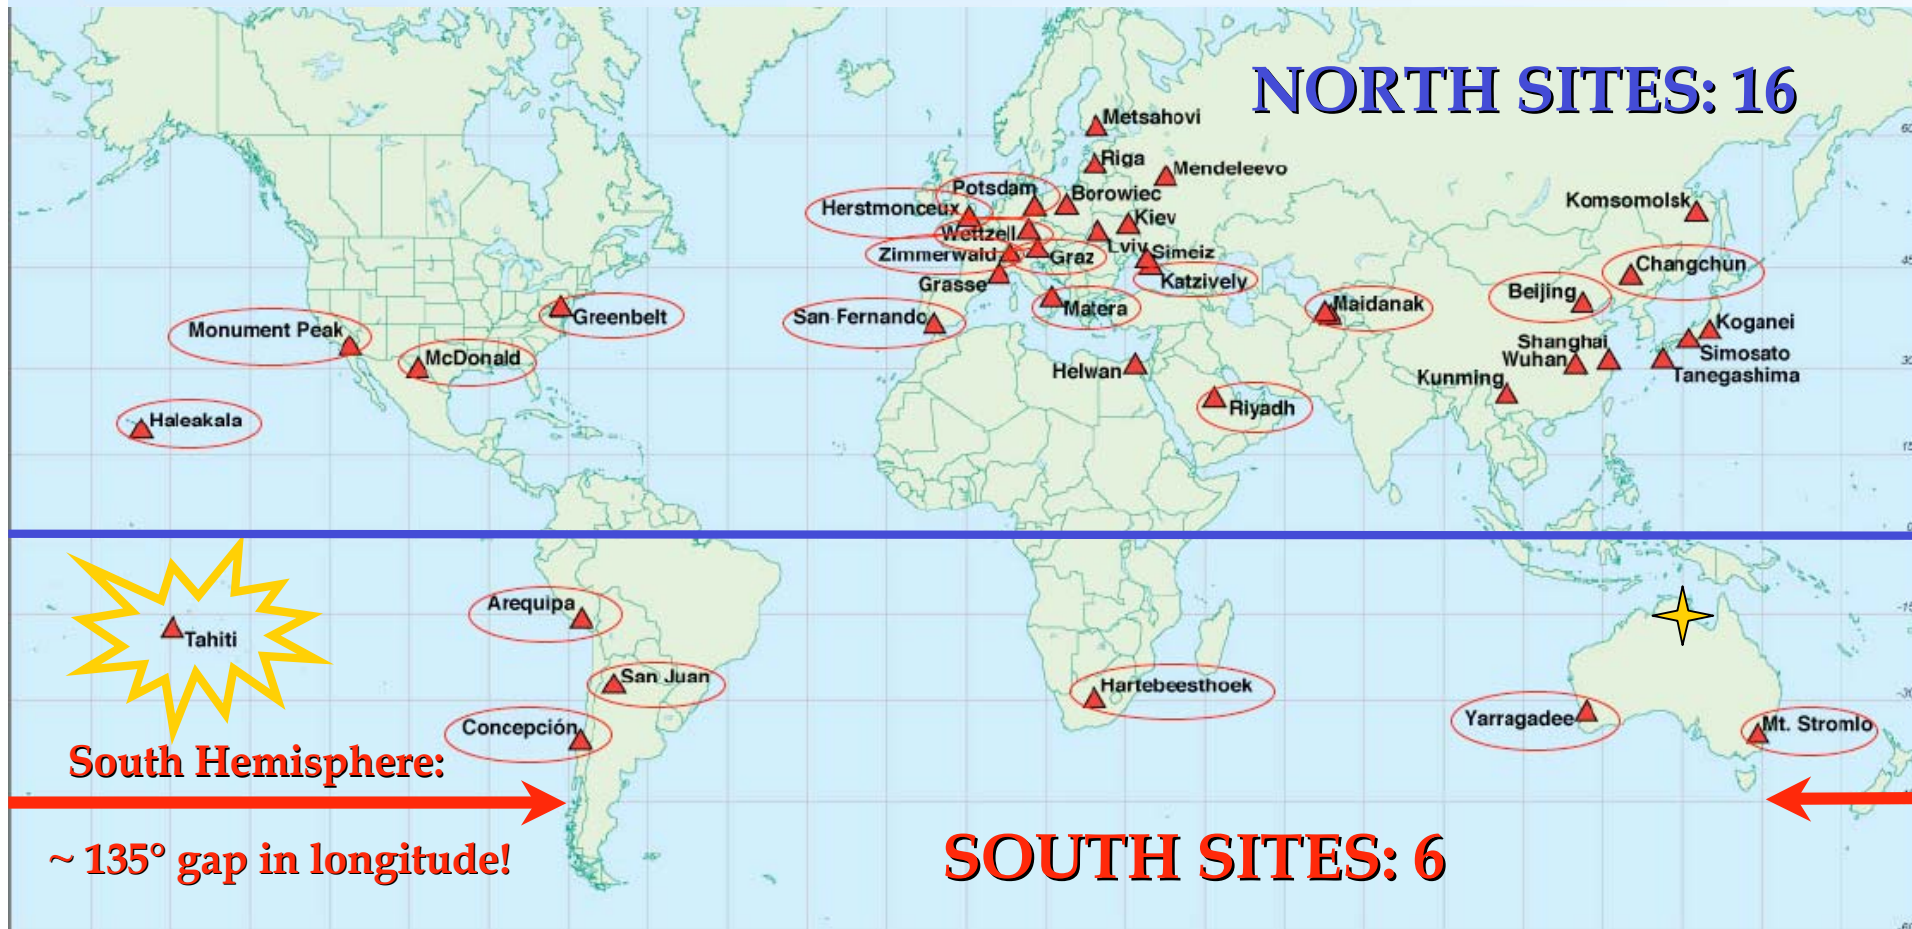 NORTH SITES: 16
Metsahovi
Riga
Mendeleevo
Potsdam
Borowiec
Komsomolsk
Herstmonceux
Kiev
Wettzell
Lviv
Simeiz
Zimmerwald
Graz
Changchun
Grasse
Katzively
Beijing
Maidanak
Matera
San Fernando
Greenbelt
Monument Peak
McDonald
Koganei
Shanghai
Simosato
Wuhan
Tanegashima
Helwan
Kunming
Riyadh
Haleakala
Arequipa
Tahiti
San Juan
Hartebeesthoek
Concepción
Yarragadee
Mt. Stromlo
South Hemisphere:
~ 135° gap in longitude!
SOUTH SITES: 6